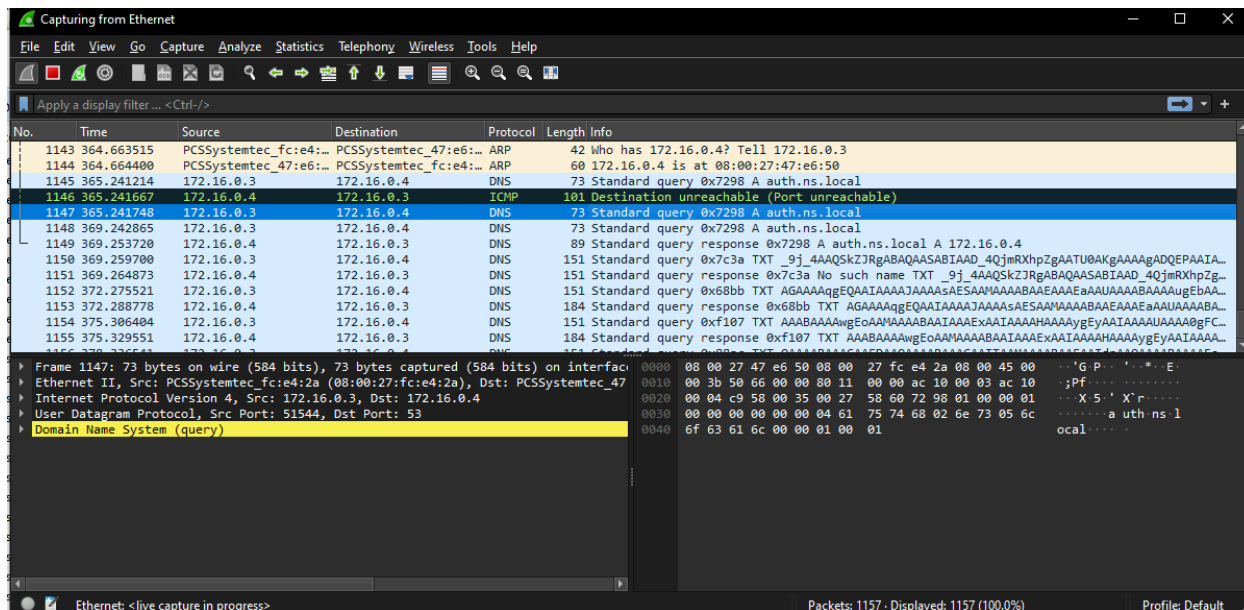 Capturing from Ethernet
File Edit View Go Capture Analyze Statistics Telephony Wireless Tools Help
Apply a display filter ... <Ctrl-/>
No. Time Source Destination Protocol Length Info
1143 364.663515 PCSSystemtec_fc:e4:… PCSSystemtec_47:e6:… ARP 42 Who has 172.16.0.4? Tell 172.16.0.3
1144 364.664400 PCSSystemtec_47:e6:… PCSSystemtec_fc:e4:… ARP 60 172.16.0.4 is at 08:00:27:47:e6:50
1145 365.241214 172.16.0.3 172.16.0.4 DNS 73 Standard query 0x7298 A auth.ns.local
1146 365.241667 172.16.0.4 172.16.0.3 ICMP 101 Destination unreachable (Port unreachable)
1147 365.241748 172.16.0.3 172.16.0.4 DNS 73 Standard query 0x7298 A auth.ns.local
1148 369.242865 172.16.0.3 172.16.0.4 DNS 73 Standard query 0x7298 A auth.ns.local
1149 369.253720 172.16.0.4 172.16.0.3 DNS 89 Standard query response 0x7298 A auth.ns.local A 172.16.0.4
1150 369.259700 172.16.0.3 172.16.0.4 DNS 151 Standard query 0x7c3a TXT _9j_4AAQSkZJRgABAQAASABIAAD_4QjmRXhpZgAATU0AKgAAAAgADQEPAAIA…
1151 369.264873 172.16.0.4 172.16.0.3 DNS 151 Standard query response 0x7c3a No such name TXT _9j_4AAQSkZJRgABAQAASABIAAD_4QjmRXhpZg…
1152 372.275521 172.16.0.3 172.16.0.4 DNS 151 Standard query 0x68bb TXT AGAAAAqgEQAAIAAAAJAAAAsAESAAMAAAABAAEAAAEaAAUAAAABAAAAugEbAA…
1153 372.288778 172.16.0.4 172.16.0.3 DNS 184 Standard query response 0x68bb TXT AGAAAAqgEQAAIAAAAJAAAAsAESAAMAAAABAAEAAAEaAAUAAAABA…
1154 375.306404 172.16.0.3 172.16.0.4 DNS 151 Standard query 0xf107 TXT AAABAAAAwgEoAAMAAAABAAIAAAExAAIAAAAHAAAAygEyAAIAAAAUAAAA0gFC…
1155 375.329551 172.16.0.4 172.16.0.3 DNS 184 Standard query response 0xf107 TXT AAABAAAAwgEoAAMAAAABAAIAAAExAAIAAAAHAAAAygEyAAIAAAA…
Frame 1147: 73 bytes on wire (584 bits), 73 bytes captured (584 bits) on interfac
Ethernet II, Src: PCSSystemtec_fc:e4:2a (08:00:27:fc:e4:2a), Dst: PCSSystemtec_47
Internet Protocol Version 4, Src: 172.16.0.3, Dst: 172.16.0.4
User Datagram Protocol, Src Port: 51544, Dst Port: 53
Domain Name System (query)
0000 08 00 27 47 e6 50 08 00 27 fc e4 2a 08 00 45 00 ··'G·P·· '··*··E·
0010 00 3b 50 66 00 00 80 11 00 00 ac 10 00 03 ac 10 ·;Pf···· ········
0020 00 04 c9 58 00 35 00 27 58 60 72 98 01 00 00 01 ···X·5·' X`r·····
0030 00 00 00 00 00 00 04 61 75 74 68 02 6e 73 05 6c ·······a uth·ns·l
0040 6f 63 61 6c 00 00 01 00 01 ocal···· ·
Ethernet: <live capture in progress>
Packets: 1157 · Displayed: 1157 (100.0%)
Profile: Default